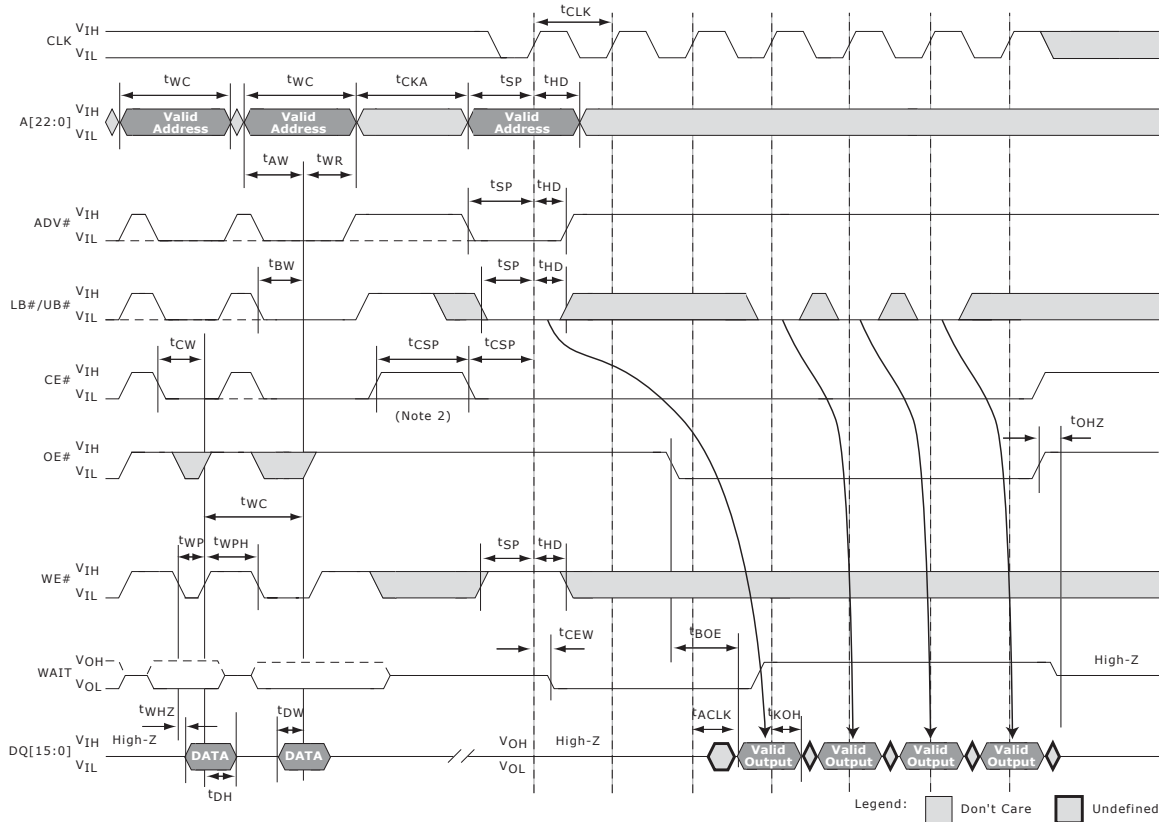 tCLK
CLK VIH
VIL
tWC tWC tCKA tSP tHD
A[22:0] VIH
VIL
Valid Address Valid Address Valid Address
tAW tWR
tSP tHD
ADV# VIH
VIL
tBW tSP tHD
LB#/UB# VIH
VIL
tCW tCSP tCSP
CE# VIH
VIL
(Note 2)
tOHZ
OE# VIH
VIL
tWC
tWP tWPH tSP tHD
WE# VIH
VIL
tCEW tBOE
WAIT VOH
VOL
High-Z
tWHZ tDW tACLK tKOH
DQ[15:0] VIH
VIL
High-Z DATA DATA
VOH
VOL
High-Z
Valid Output Valid Output Valid Output Valid Output
tDH
Legend: Don't Care Undefined